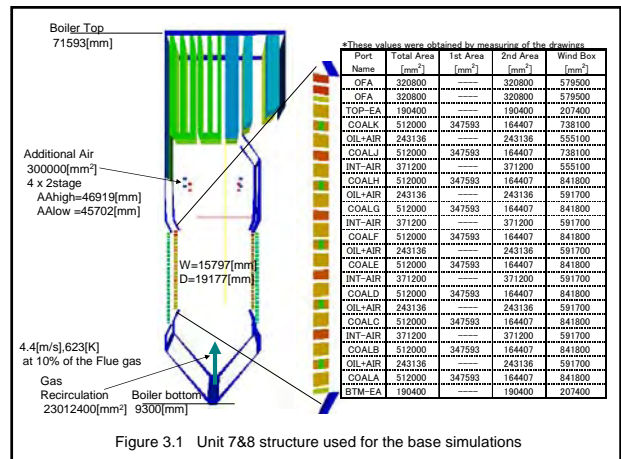 Boiler Top
71593[mm]
Additional Air
300000[mm²]
4 x 2stage
AAhigh=46919[mm]
AAlow =45702[mm]
W=15797[mm]
D=19177[mm]
4.4[m/s],623[K]
at 10% of the Flue gas
Gas
Recirculation
23012400[mm²]
Boiler bottom
9300[mm]
*These values were obtained by measuring of the drawings
Port Name Total Area [mm²] 1st Area [mm²] 2nd Area [mm²] Wind Box [mm²]
OFA 320800 ---- 320800 579500
OFA 320800 ---- 320800 579500
TOP-EA 190400 ---- 190400 207400
COALK 512000 347593 164407 738100
OIL+AIR 243136 ---- 243136 555100
COALJ 512000 347593 164407 738100
INT-AIR 371200 ---- 371200 555100
COALH 512000 347593 164407 841800
OIL+AIR 243136 ---- 243136 591700
COALG 512000 347593 164407 841800
INT-AIR 371200 ---- 371200 591700
COALF 512000 347593 164407 841800
OIL+AIR 243136 ---- 243136 591700
COALE 512000 347593 164407 841800
INT-AIR 371200 ---- 371200 591700
COALD 512000 347593 164407 841800
OIL+AIR 243136 ---- 243136 591700
COALC 512000 347593 164407 841800
INT-AIR 371200 ---- 371200 591700
COALB 512000 347593 164407 841800
OIL+AIR 243136 ---- 243136 591700
COALA 512000 347593 164407 841800
BTM-EA 190400 ---- 190400 207400
Figure 3.1 Unit 7&8 structure used for the base simulations